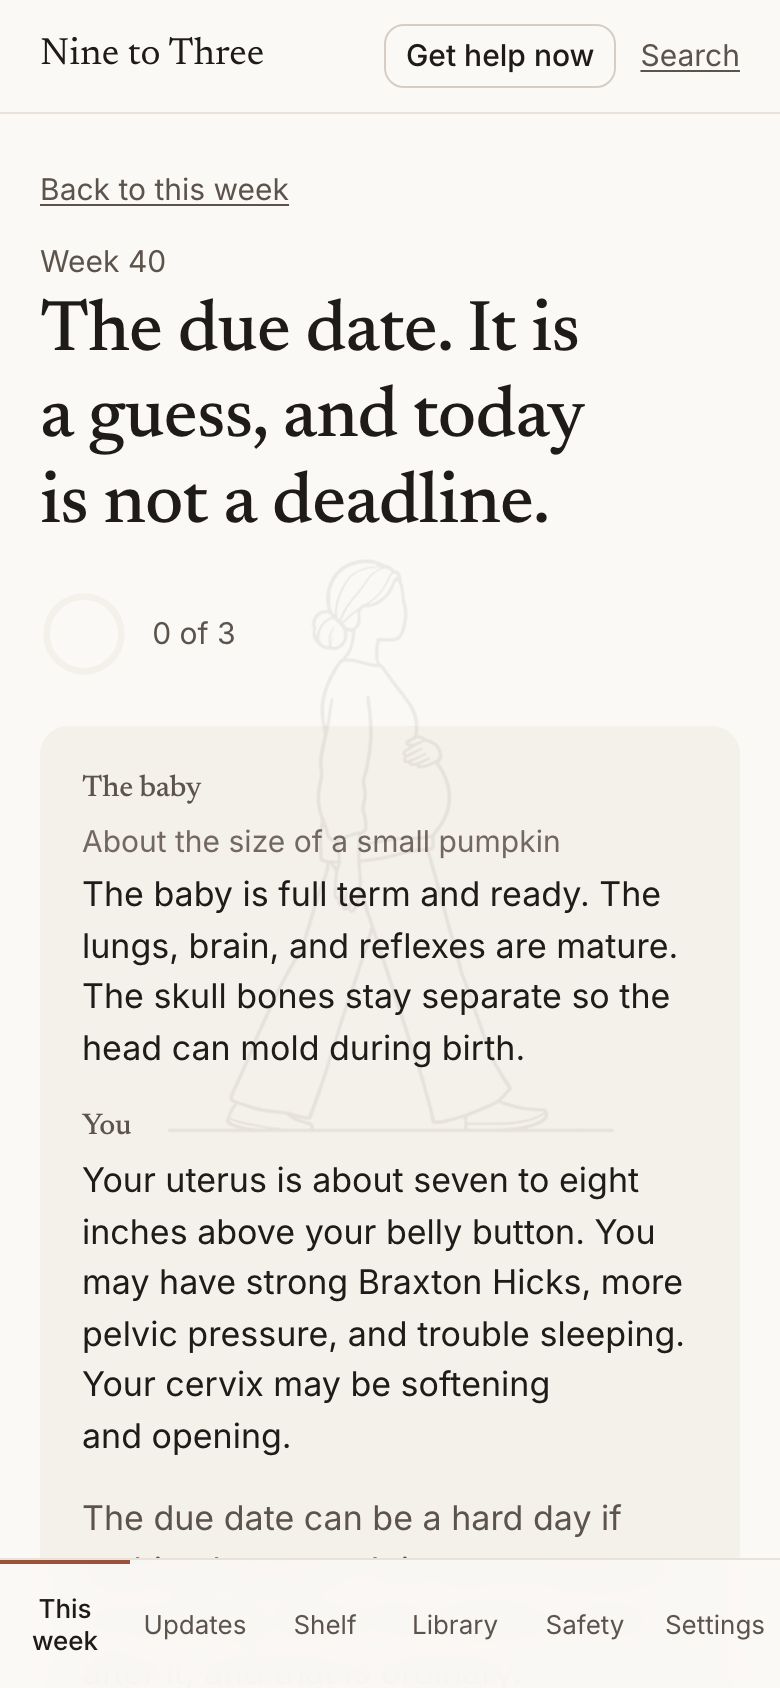 Nine to Three
Get help now
Search
Back to this week
Week 40
The due date. It is
a guess, and today
is not a deadline.
0 of 3
The baby
About the size of a small pumpkin
The baby is full term and ready. The
lungs, brain, and reflexes are mature.
The skull bones stay separate so the
head can mold during birth.
You
Your uterus is about seven to eight
inches above your belly button. You
may have strong Braxton Hicks, more
pelvic pressure, and trouble sleeping.
Your cervix may be softening
and opening.
The due date can be a hard day if
This
week
Updates
Shelf
Library
Safety
Settings